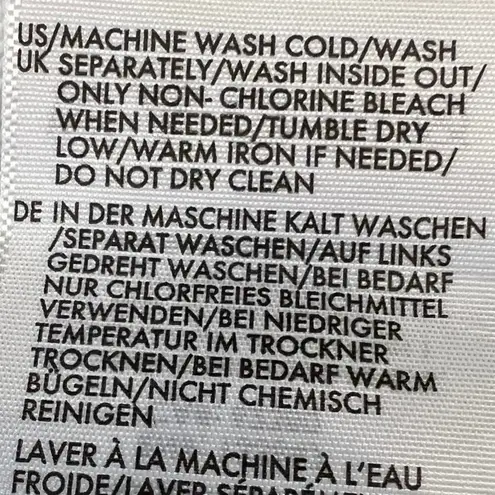 US/MACHINE WASH COLD/WASH
UK SEPARATELY/WASH INSIDE OUT/
ONLY NON- CHLORINE BLEACH
WHEN NEEDED/TUMBLE DRY
LOW/WARM IRON IF NEEDED/
DO NOT DRY CLEAN
DE IN DER MASCHINE KALT WASCHEN
/SEPARAT WASCHEN/AUF LINKS
GEDREHT WASCHEN/BEI BEDARF
NUR CHLORFREIES BLEICHMITTEL
VERWENDEN/BEI NIEDRIGER
TEMPERATUR IM TROCKNER
TROCKNEN/BEI BEDARF WARM
BÜGELN/NICHT CHEMISCH
REINIGEN
LAVER À LA MACHINE À L'EAU
FROIDE/LAVER SÉPARÉMEN